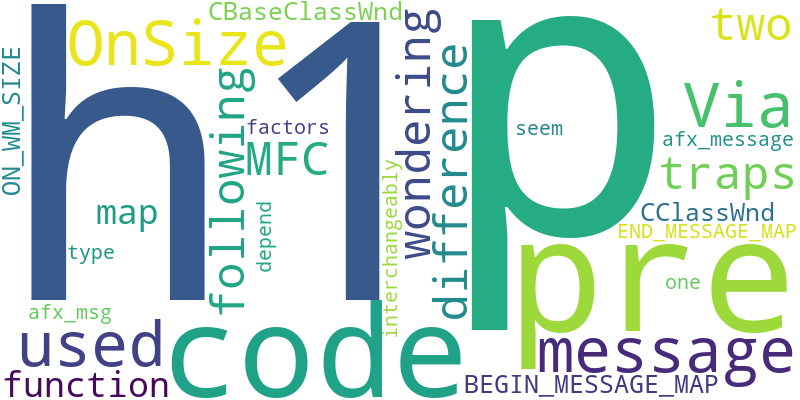 h1
p
OnSize
CBaseClassWnd
two
ON_WM_SIZE
following
factors
MFC
wondering
difference
seem
Via
afx_message
traps
map
type
depend
interchangeably
CClassWnd
END_MESSAGE_MAP
one
afx_msg
used
code
pre
message
function
BEGIN_MESSAGE_MAP